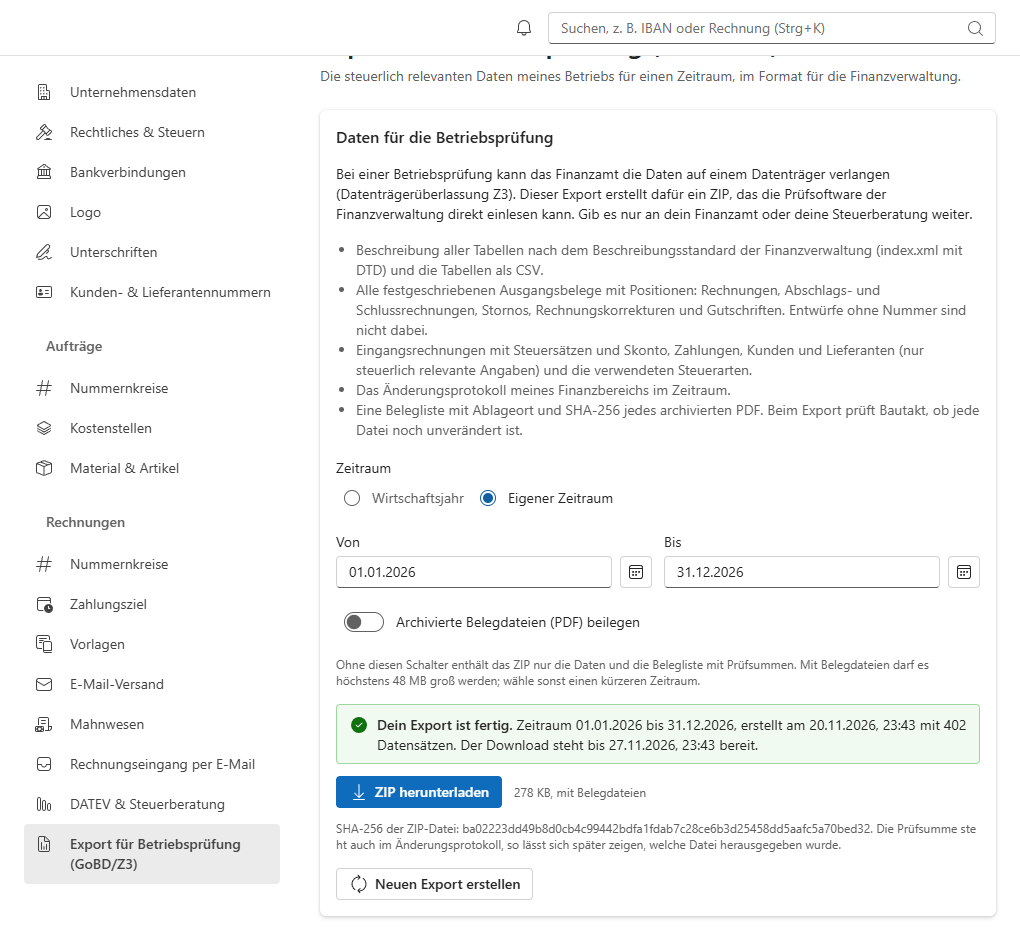 Suchen, z. B. IBAN oder Rechnung (Strg+K)
Die steuerlich relevanten Daten meines Betriebs für einen Zeitraum, im Format für die Finanzverwaltung.
Unternehmensdaten
Rechtliches & Steuern
Bankverbindungen
Logo
Unterschriften
Kunden- & Lieferantennummern
Aufträge
Nummernkreise
Kostenstellen
Material & Artikel
Rechnungen
Nummernkreise
Zahlungsziel
Vorlagen
E-Mail-Versand
Mahnwesen
Rechnungseingang per E-Mail
DATEV & Steuerberatung
Export für Betriebsprüfung
(GoBD/Z3)
Daten für die Betriebsprüfung
Bei einer Betriebsprüfung kann das Finanzamt die Daten auf einem Datenträger verlangen
(Datenträgerüberlassung Z3). Dieser Export erstellt dafür ein ZIP, das die Prüfsoftware der
Finanzverwaltung direkt einlesen kann. Gib es nur an dein Finanzamt oder deine Steuerberatung weiter.
• Beschreibung aller Tabellen nach dem Beschreibungsstandard der Finanzverwaltung (index.xml mit
DTD) und die Tabellen als CSV.
• Alle festgeschriebenen Ausgangsbelege mit Positionen: Rechnungen, Abschlags- und
Schlussrechnungen, Stornos, Rechnungskorrekturen und Gutschriften. Entwürfe ohne Nummer sind
nicht dabei.
• Eingangsrechnungen mit Steuersätzen und Skonto, Zahlungen, Kunden und Lieferanten (nur
steuerlich relevante Angaben) und die verwendeten Steuerarten.
• Das Änderungsprotokoll meines Finanzbereichs im Zeitraum.
• Eine Belegliste mit Ablageort und SHA-256 jedes archivierten PDF. Beim Export prüft Bautakt, ob jede
Datei noch unverändert ist.
Zeitraum
Wirtschaftsjahr
Eigener Zeitraum
Von
Bis
01.01.2026
31.12.2026
Archivierte Belegdateien (PDF) beilegen
Ohne diesen Schalter enthält das ZIP nur die Daten und die Belegliste mit Prüfsummen. Mit Belegdateien darf es
höchstens 48 MB groß werden; wähle sonst einen kürzeren Zeitraum.
Dein Export ist fertig. Zeitraum 01.01.2026 bis 31.12.2026, erstellt am 20.11.2026, 23:43 mit 402
Datensätzen. Der Download steht bis 27.11.2026, 23:43 bereit.
ZIP herunterladen
278 KB, mit Belegdateien
SHA-256 der ZIP-Datei: ba02223dd49b8d0cb4c99442bdfa1fdab7c28ce6b3d25458dd5aafc5a70bed32. Die Prüfsumme ste
ht auch im Änderungsprotokoll, so lässt sich später zeigen, welche Datei herausgegeben wurde.
Neuen Export erstellen